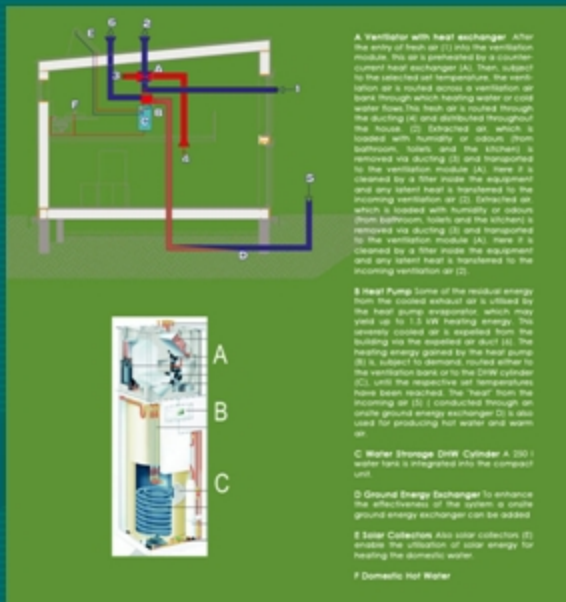 6
2
E
A
3
1
F
B
C
4
5
D
A Ventilator with heat exchanger After
the entry of fresh air (1) into the ventilation
module, this air is preheated by a counter-
current heat exchanger (A). Then, subject
to the selected set temperature, the venti-
lation air is routed across a ventilation air
bank through which heating water or cold
water flows.This fresh air is routed through
the ducting (4) and distributed throughout
the house. (2) Extracted air, which is
loaded with humidity or odours (from
bathroom, toilets and the kitchen) is
removed via ducting (3) and transported
to the ventilation module (A). Here it is
cleaned by a filter inside the equipment
and any latent heat is transferred to the
incoming ventilation air (2). Extracted air,
which is loaded with humidity or odours
(from bathroom, toilets and the kitchen) is
removed via ducting (3) and transported
to the ventilation module (A). Here it is
cleaned by a filter inside the equipment
and any latent heat is transferred to the
incoming ventilation air (2).
B Heat Pump Some of the residual energy
from the cooled exhaust air is utilised by
the heat pump evaporator, which may
yield up to 1.5 kW heating energy. This
severely cooled air is expelled from the
building via the expelled air duct (6). The
heating energy gained by the heat pump
(B) is, subject to demand, routed either to
the ventilation bank or to the DHW cylinder
(C), until the respective set temperatures
have been reached. The 'heat' from the
incoming air (5) ( conducted through an
onsite ground energy exchanger D) is also
used for producing hot water and warm
air.
C Water Strorage DHW Cylinder A 250 l
water tank is integrated into the compact
unit.
D Ground Energy Exchanger To enhance
the effectiveness of the system a onsite
ground energy exchanger can be added.
E Solar Collectors Also solar collectors (E)
enable the utilisation of solar energy for
heating the domestic water.
F Domestic Hot Water
A
B
C